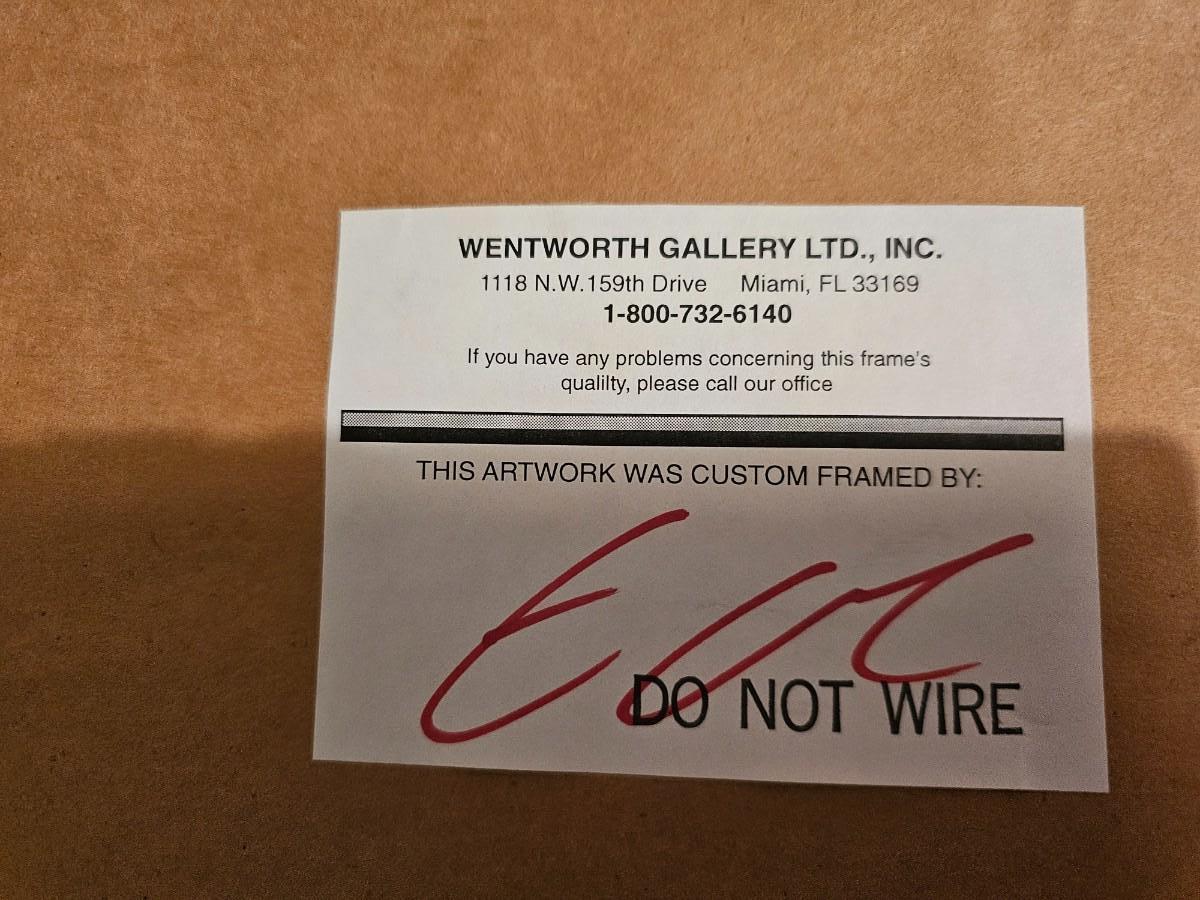 WENTWORTH GALLERY LTD., INC.
1118 N.W.159th Drive Miami, FL 33169
1-800-732-6140
If you have any problems concerning this frame's
qualilty, please call our office
THIS ARTWORK WAS CUSTOM FRAMED BY:
DO NOT WIRE